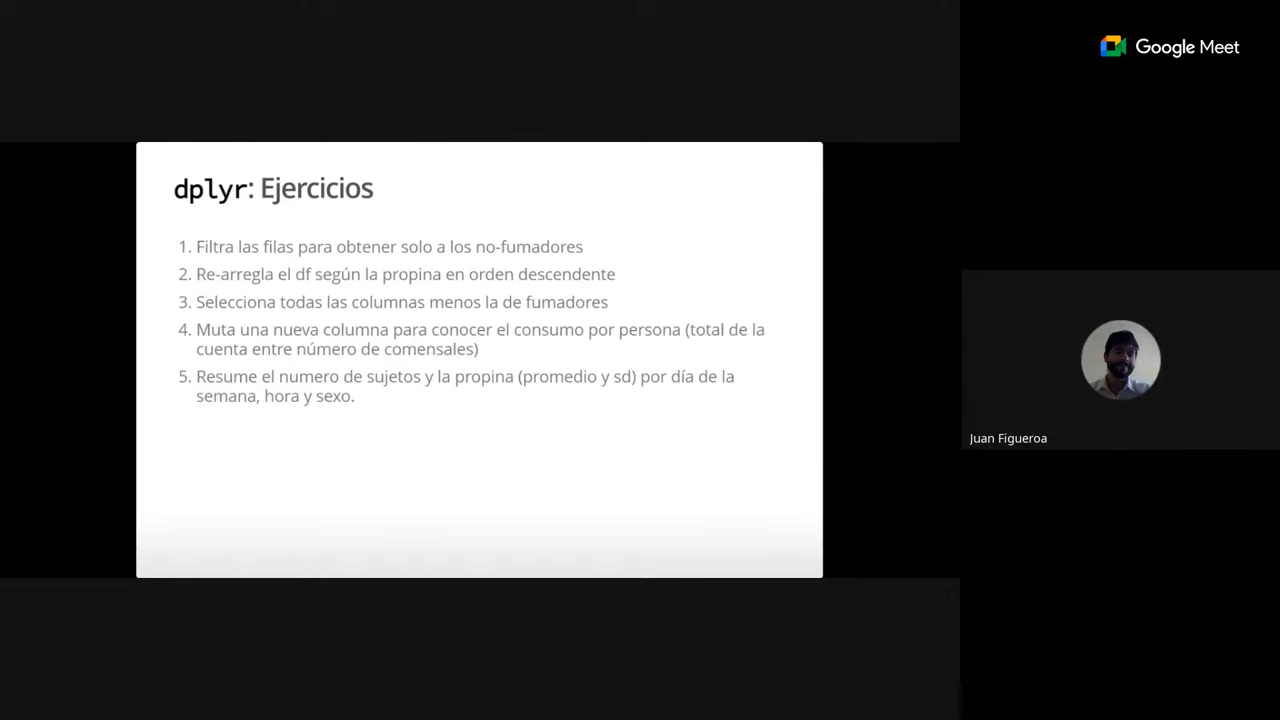 Google Meet
dplyr: Ejercicios
1. Filtra las filas para obtener solo a los no-fumadores
2. Re-arregla el df según la propina en orden descendente
3. Selecciona todas las columnas menos la de fumadores
4. Muta una nueva columna para conocer el consumo por persona (total de la
cuenta entre número de comensales)
5. Resume el numero de sujetos y la propina (promedio y sd) por día de la
semana, hora y sexo.
Juan Figueroa